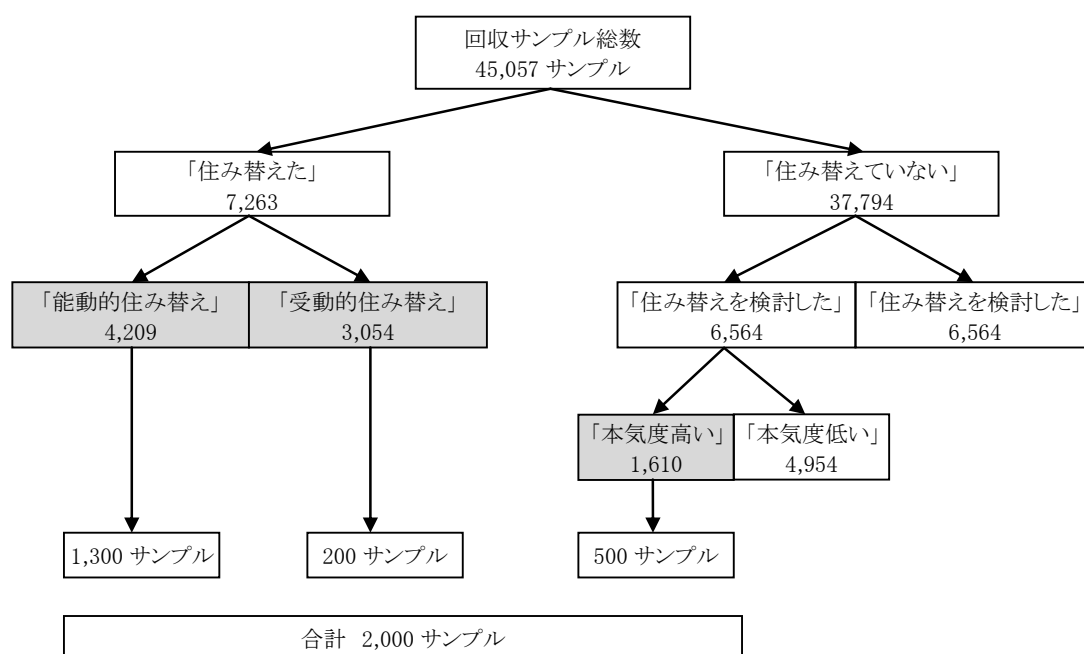 回収サンプル総数
45,057 サンプル
「住み替えた」
7,263
「住み替えていない」
37,794
「能動的住み替え」
4,209
「受動的住み替え」
3,054
「住み替えを検討した」
6,564
「住み替えを検討した」
6,564
「本気度高い」
1,610
「本気度低い」
4,954
1,300 サンプル
200 サンプル
500 サンプル
合計 2,000 サンプル